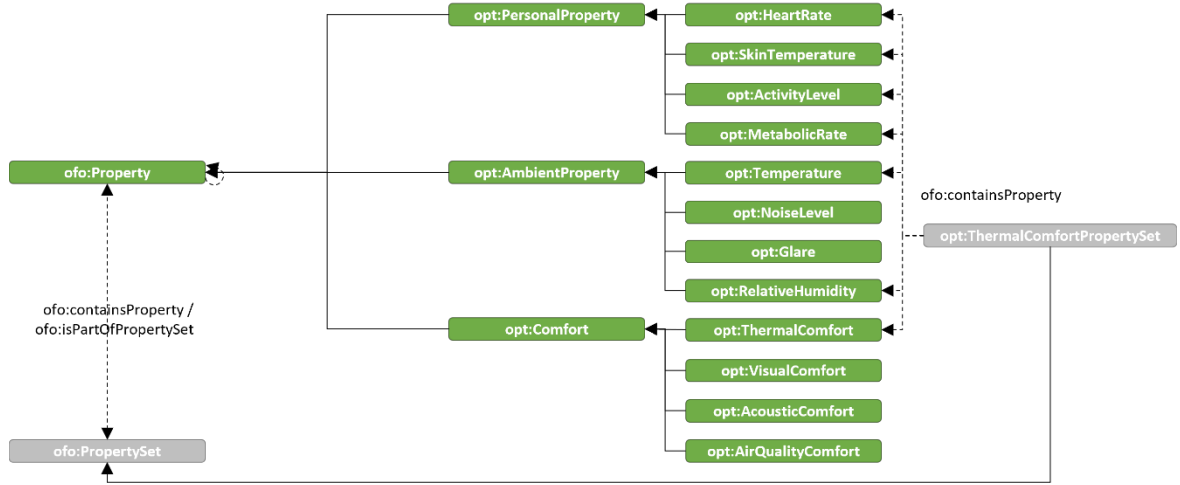 opt:PersonalProperty
opt:HeartRate
opt:SkinTemperature
opt:ActivityLevel
opt:MetabolicRate
ofo:Property
opt:AmbientProperty
opt:Temperature
ofo:containsProperty
opt:NoiseLevel
opt:ThermalComfortPropertySet
opt:Glare
opt:RelativeHumidity
ofo:containsProperty /
ofo:isPartOfPropertySet
opt:Comfort
opt:ThermalComfort
opt:VisualComfort
opt:AcousticComfort
ofo:PropertySet
opt:AirQualityComfort